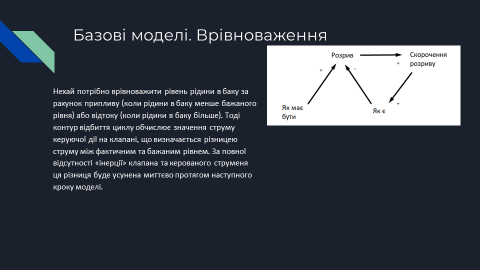 Базові моделі. Врівноваження
Нехай потрібно врівноважити рівень рідини в баку за
рахунок припливу (коли рідини в баку менше бажаного
рівня) або відтоку (коли рідини в баку більше). Тоді
контур відбиття циклу обчислює значення струму
керуючої дії на клапані, що визначається різницею
струму між фактичним та бажаним рівнем. За повної
відсутності «інерції» клапана та керованого струменя
ця різниця буде усунена миттєво протягом наступного
кроку моделі.
Розрив
Скорочення
розриву
+
–
+
+
Як має
бути
Як є